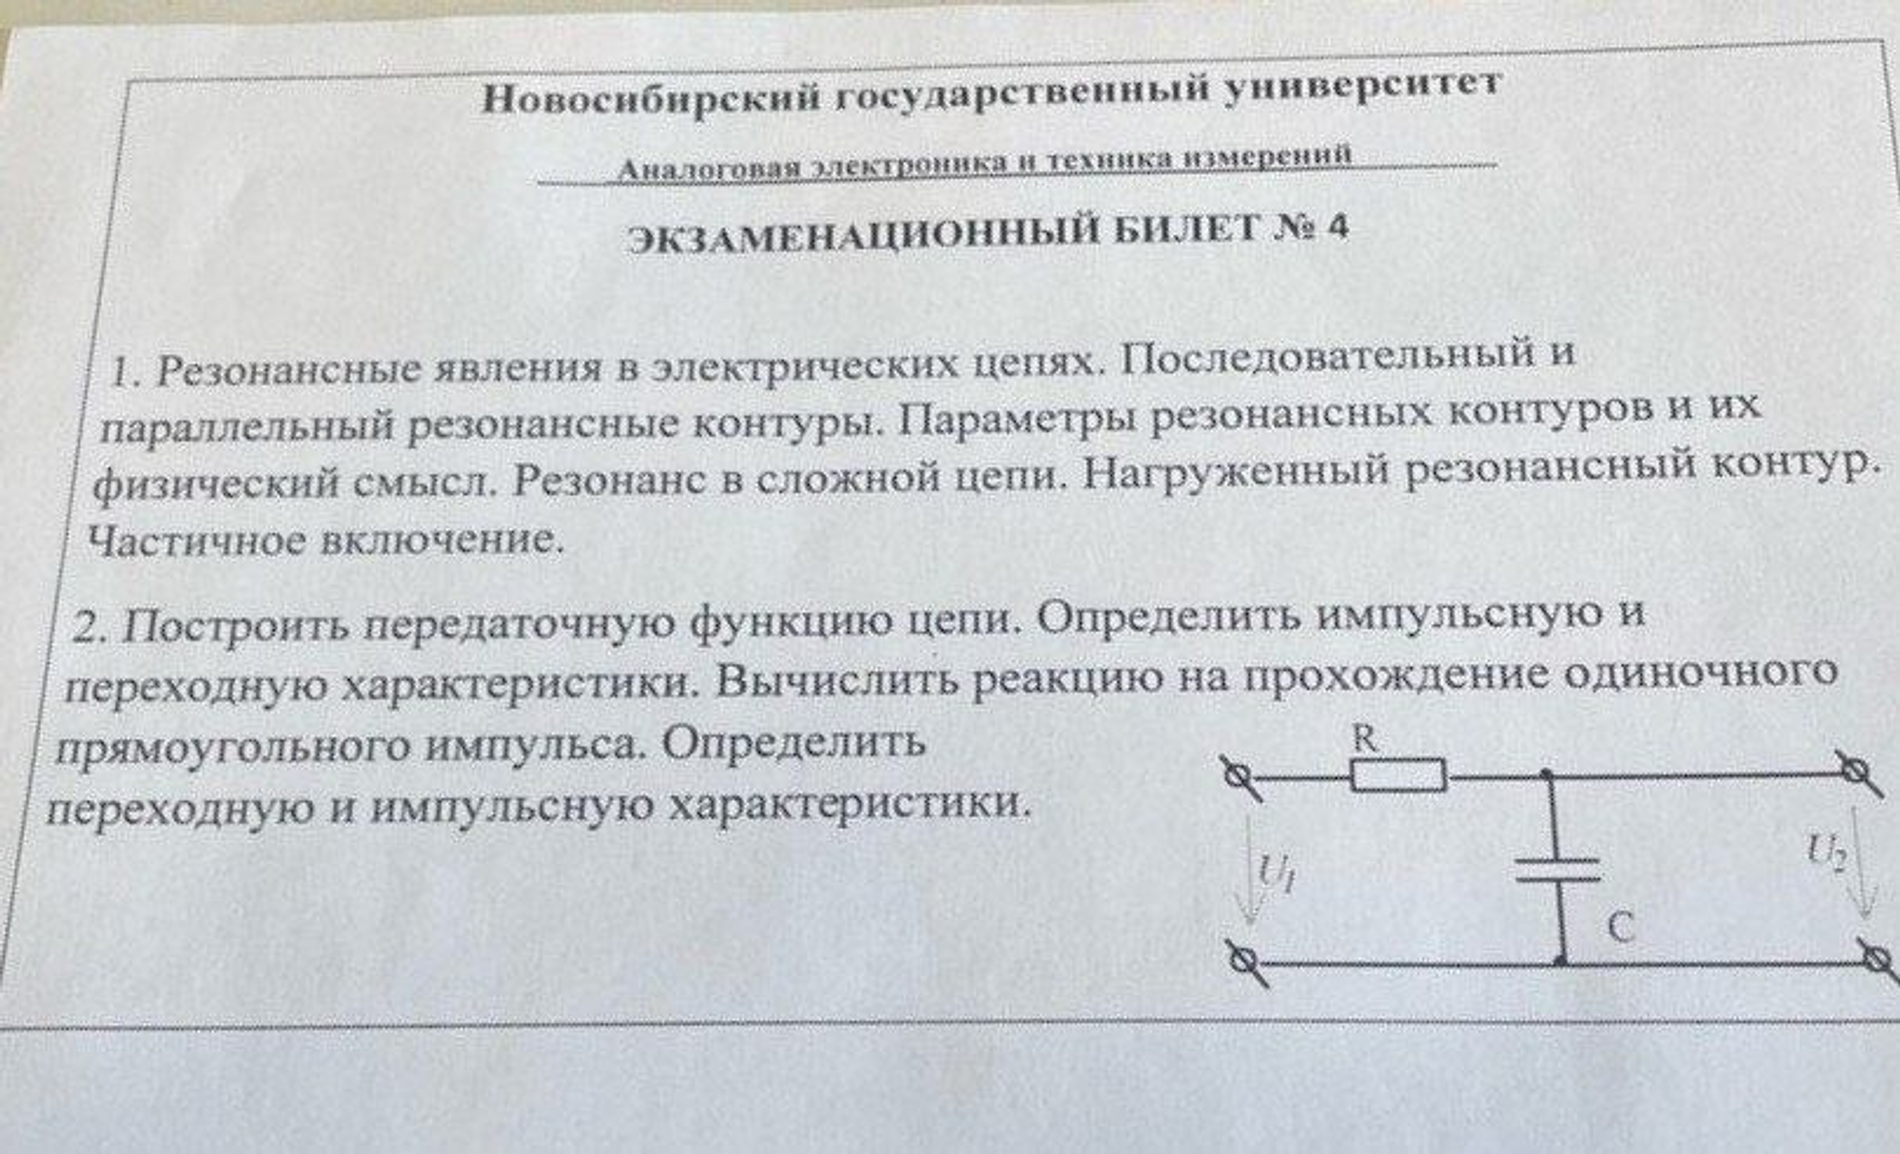 Новосибирский государственный университет
Аналоговая электроника и техника измерений
ЭКЗАМЕНАЦИОННЫЙ БИЛЕТ № 4
1. Резонансные явления в электрических цепях. Последовательный и
параллельный резонансные контуры. Параметры резонансных контуров и их
физический смысл. Резонанс в сложной цепи. Нагруженный резонансный контур.
Частичное включение.
2. Построить передаточную функцию цепи. Определить импульсную и
переходную характеристики. Вычислить реакцию на прохождение одиночного
прямоугольного импульса. Определить
переходную и импульсную характеристики.
R
U1
U2
C